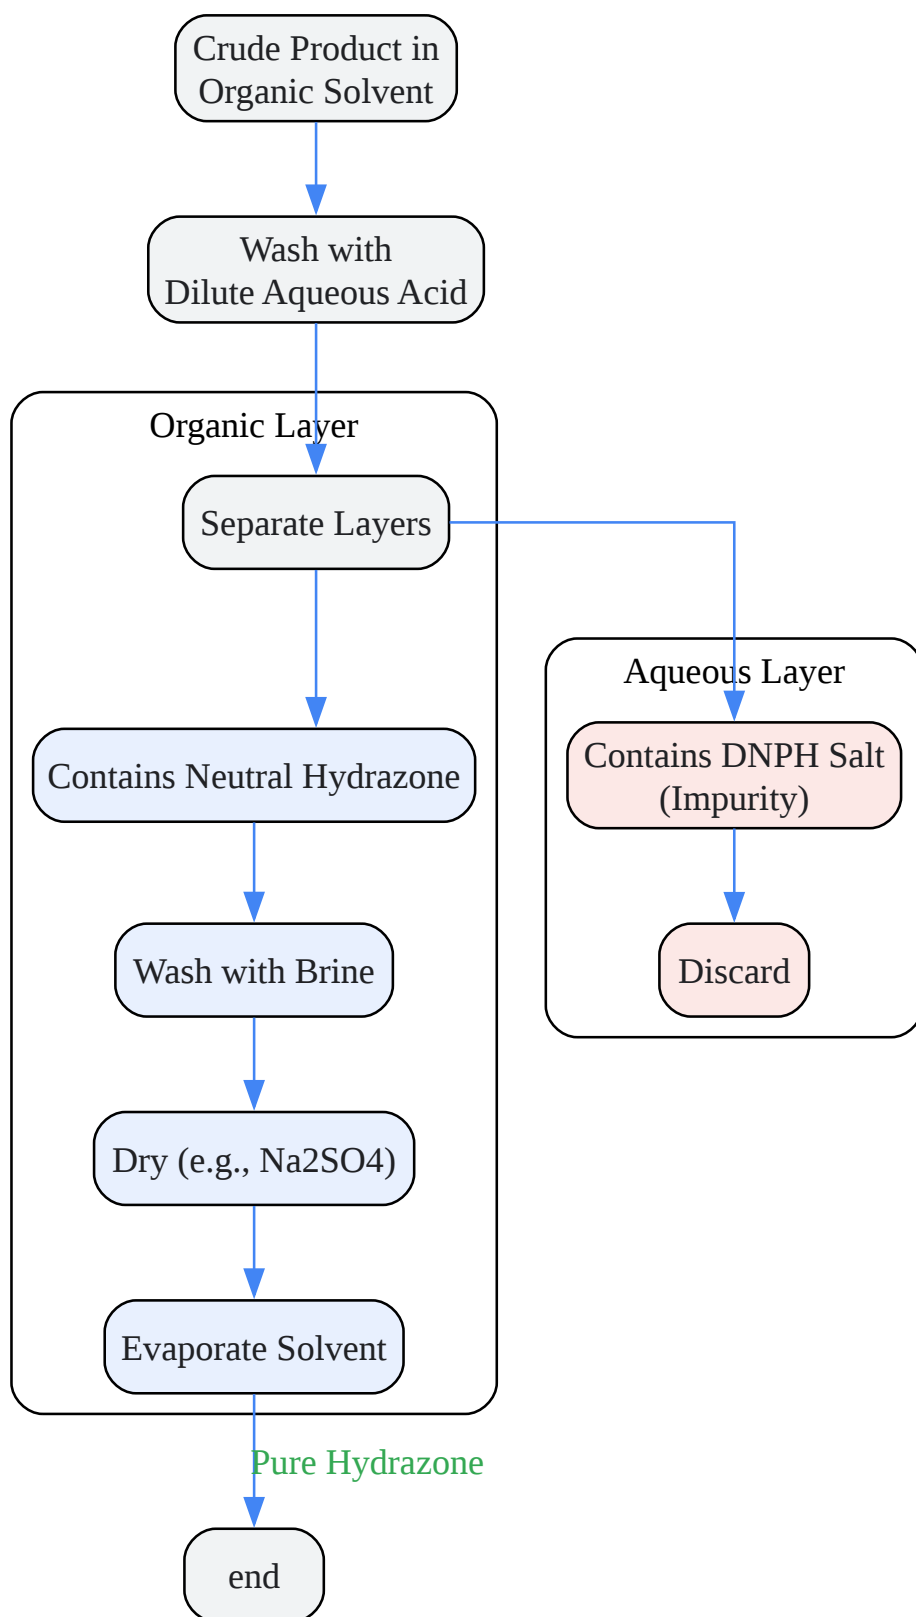 Crude Product in
Organic Solvent
Wash with
Dilute Aqueous Acid
Organic Layer
Separate Layers
Aqueous Layer
Contains Neutral Hydrazone
Contains DNPH Salt
(Impurity)
Wash with Brine
Discard
Dry (e.g., Na2SO4)
Evaporate Solvent
Pure Hydrazone
end